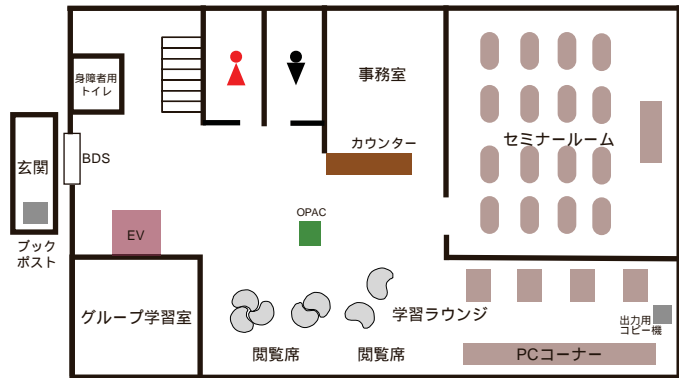 身障者用
トイレ
事務室
カウンター
セミナールーム
玄関
BDS
ブック
ポスト
EV
OPAC
グループ学習室
学習ラウンジ
閲覧席
閲覧席
出力用
コピー機
PCコーナー